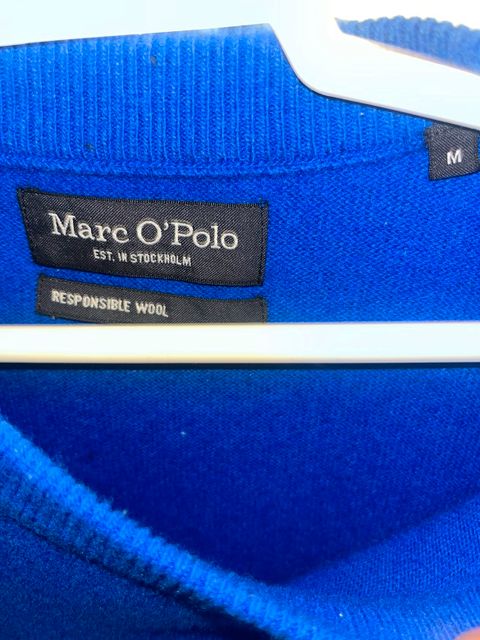 M
Marc O'Polo
EST. IN STOCKHOLM
RESPONSIBLE WOOL